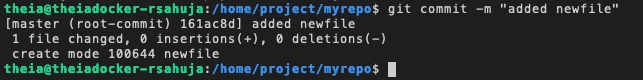 theia@theiadocker-rsahuja:/home/project/myrepo$ git commit -m "added newfile"
[master (root-commit) 161ac8d] added newfile
 1 file changed, 0 insertions(+), 0 deletions(-)
 create mode 100644 newfile
theia@theiadocker-rsahuja:/home/project/myrepo$